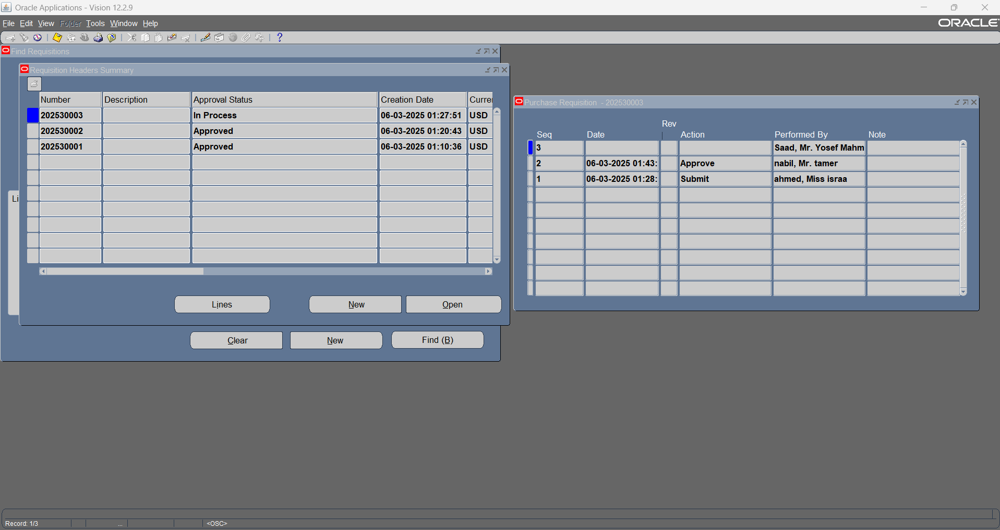 Oracle Applications - Vision 12.2.9
File Edit View Folder Tools Window Help
ORACLE
Find Requisitions
Requisition Headers Summary
Number Description Approval Status Creation Date Curre
202530003 In Process 06-03-2025 01:27:51 USD
202530002 Approved 06-03-2025 01:20:43 USD
202530001 Approved 06-03-2025 01:10:36 USD
Li
Lines New Open
Clear New Find (B)
Purchase Requisition - 202530003
Rev
Seq Date Action Performed By Note
3 Saad, Mr. Yosef Mahm
2 06-03-2025 01:43: Approve nabil, Mr. tamer
1 06-03-2025 01:28: Submit ahmed, Miss israa
Record: 1/3 ... <OSC>